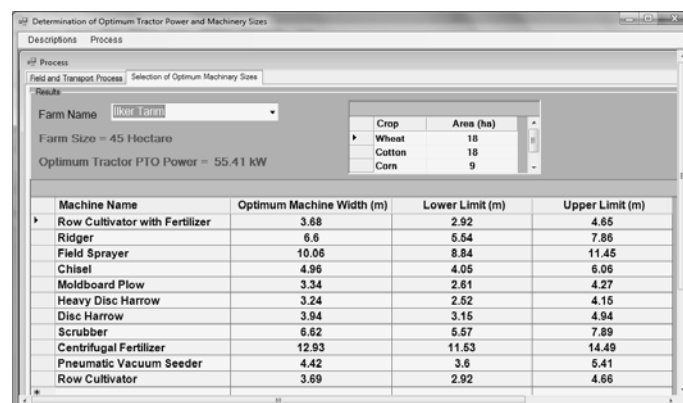 Determination of Optimum Tractor Power and Machinery Sizes
Descriptions Process
Process
Field and Transport Process Selection of Optimum Machinary Sizes
Results
Farm Name Ilker Tarim
Farm Size = 45 Hectare
Optimum Tractor PTO Power = 55.41 kW
Crop Area (ha)
Wheat 18
Cotton 18
Corn 9
Machine Name Optimum Machine Width (m) Lower Limit (m) Upper Limit (m)
Row Cultivator with Fertilizer 3.68 2.92 4.65
Ridger 6.6 5.54 7.86
Field Sprayer 10.06 8.84 11.45
Chisel 4.96 4.05 6.06
Moldboard Plow 3.34 2.61 4.27
Heavy Disc Harrow 3.24 2.52 4.15
Disc Harrow 3.94 3.15 4.94
Scrubber 6.62 5.57 7.89
Centrifugal Fertilizer 12.93 11.53 14.49
Pneumatic Vacuum Seeder 4.42 3.6 5.41
Row Cultivator 3.69 2.92 4.66